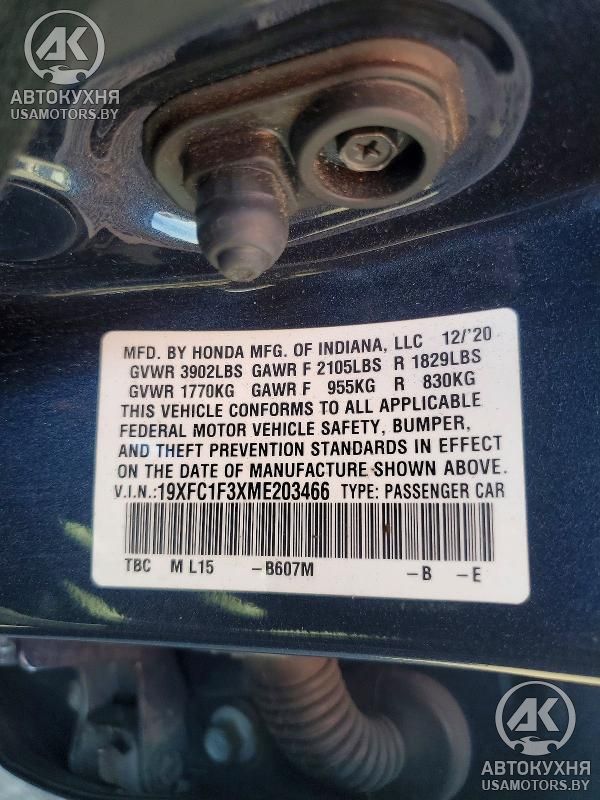 AK
АВТОКУХНЯ
USAMOTORS.BY
MFD. BY HONDA MFG. OF INDIANA, LLC 12/'20
GVWR 3902LBS GAWR F 2105LBS R 1829LBS
GVWR 1770KG GAWR F 955KG R 830KG
THIS VEHICLE CONFORMS TO ALL APPLICABLE
FEDERAL MOTOR VEHICLE SAFETY, BUMPER,
AND THEFT PREVENTION STANDARDS IN EFFECT
ON THE DATE OF MANUFACTURE SHOWN ABOVE.
V.I.N.:19XFC1F3XME203466 TYPE: PASSENGER CAR
TBC M L15 -B607M -B -E
AK
АВТОКУХНЯ
USAMOTORS.BY